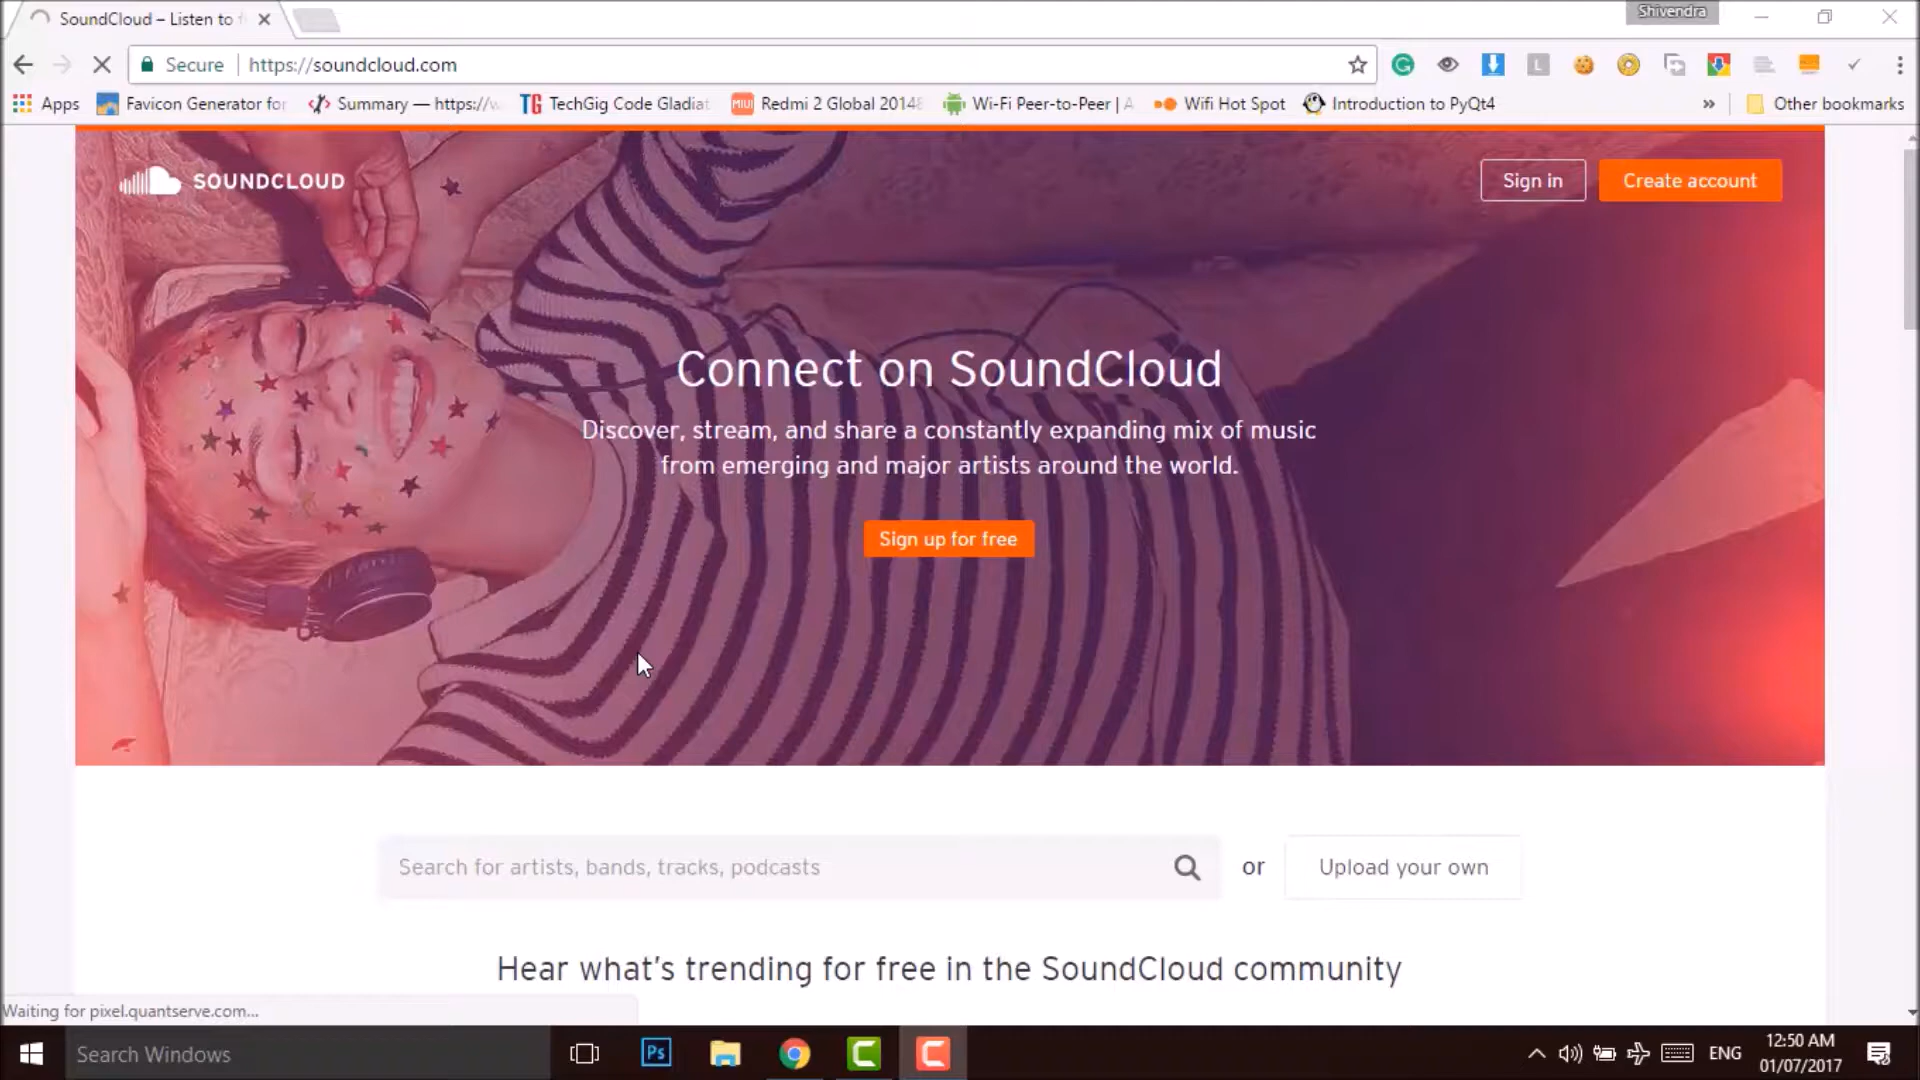 SoundCloud – Listen to f
Shivendra
Secure
https://soundcloud.com
Apps
Favicon Generator for
Summary — https://w
TG TechGig Code Gladiat
MIUI Redmi 2 Global 20148
Wi-Fi Peer-to-Peer | A
Wifi Hot Spot
Introduction to PyQt4
» Other bookmarks
SOUNDCLOUD
Sign in
Create account
Connect on SoundCloud
Discover, stream, and share a constantly expanding mix of music
from emerging and major artists around the world.
Sign up for free
Search for artists, bands, tracks, podcasts
or
Upload your own
Hear what's trending for free in the SoundCloud community
Waiting for pixel.quantserve.com...
Search Windows
Ps
ENG
12:50 AM
01/07/2017